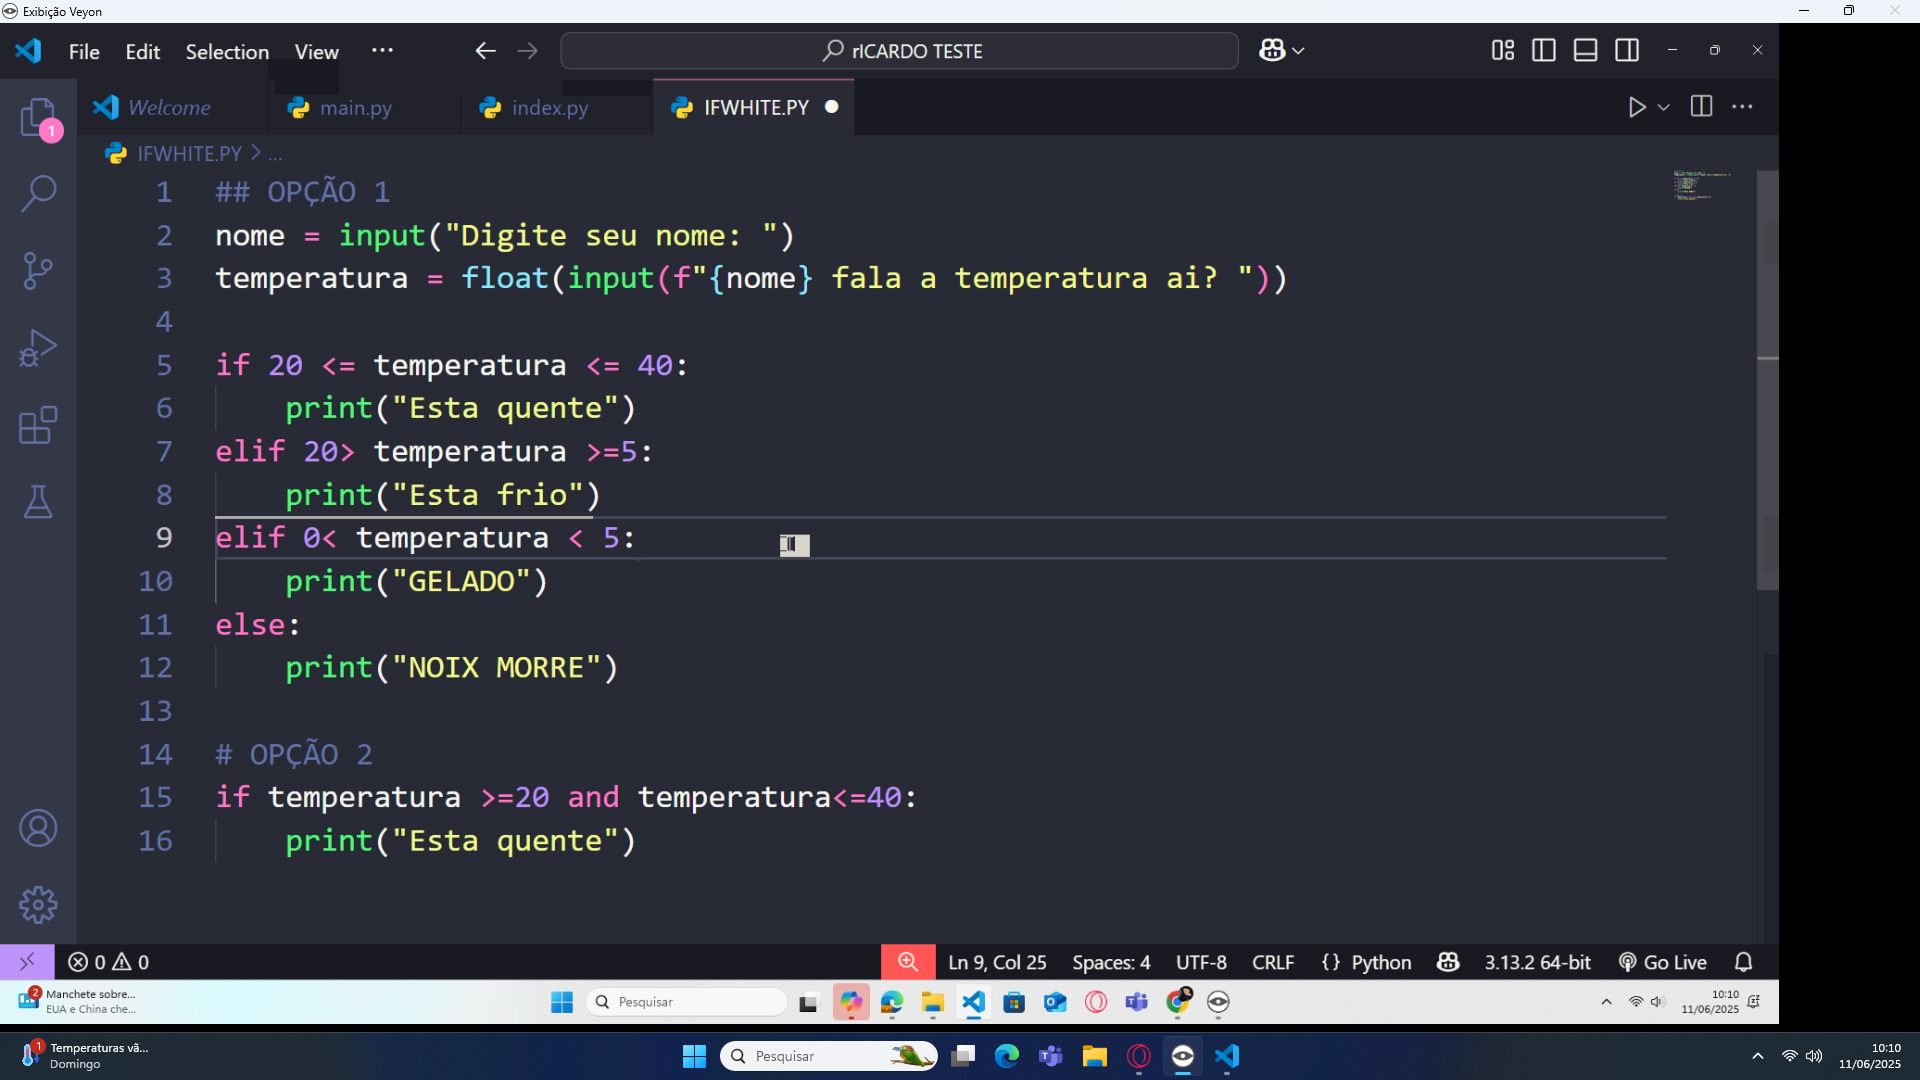 Exibição Veyon
File Edit Selection View ··· rICARDO TESTE
Welcome main.py index.py IFWHITE.PY
IFWHITE.PY > ...
1 ## OPÇÃO 1
2 nome = input("Digite seu nome: ")
3 temperatura = float(input(f"{nome} fala a temperatura ai? "))
4
5 if 20 <= temperatura <= 40:
6     print("Esta quente")
7 elif 20> temperatura >=5:
8     print("Esta frio")
9 elif 0< temperatura < 5:
10     print("GELADO")
11 else:
12     print("NOIX MORRE")
13
14 # OPÇÃO 2
15 if temperatura >=20 and temperatura<=40:
16     print("Esta quente")
1
0 0 Ln 9, Col 25 Spaces: 4 UTF-8 CRLF {} Python 3.13.2 64-bit Go Live
2 Manchete sobre...
EUA e China che...
Pesquisar
10:10
11/06/2025
1 Temperaturas vã...
Domingo
Pesquisar
10:10
11/06/2025